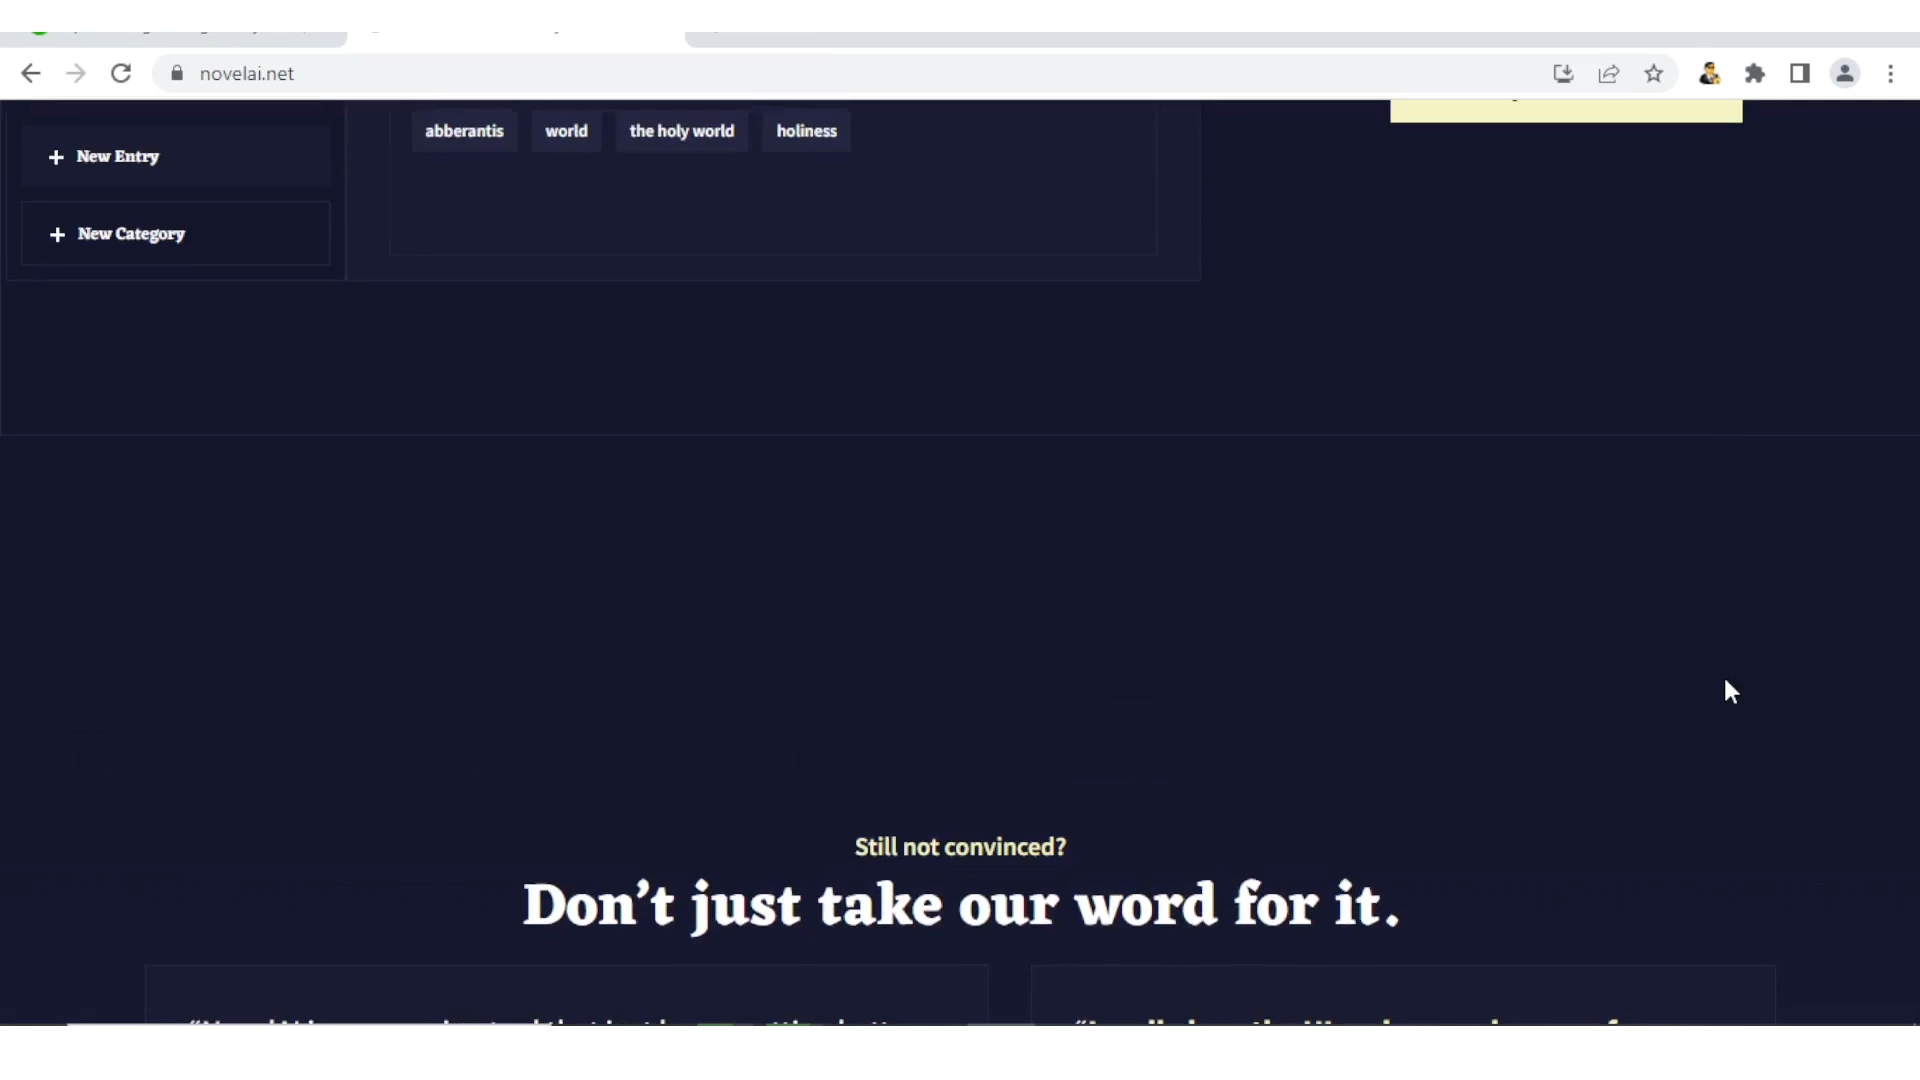 novelai.net
abberantis world the holy world holiness
New Entry
New Category
Still not convinced?
Don’t just take our word for it.